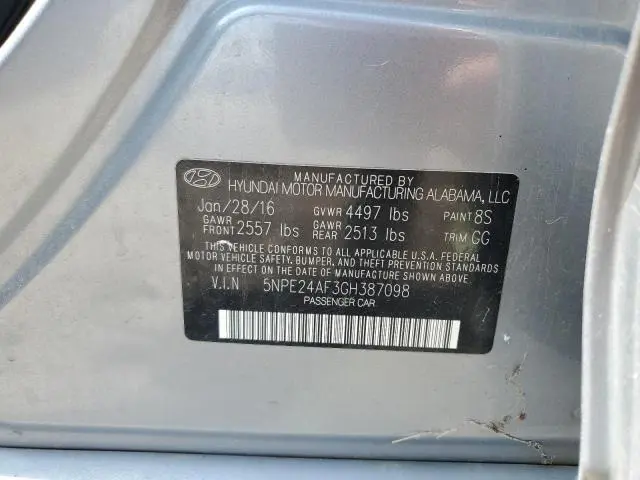 MANUFACTURED BY
HYUNDAI MOTOR MANUFACTURING ALABAMA, LLC
Jan/28/16 GVWR 4497 lbs PAINT 8S
GAWR FRONT 2557 lbs GAWR REAR 2513 lbs TRIM GG
THIS VEHICLE CONFORMS TO ALL APPLICABLE U.S.A. FEDERAL
MOTOR VEHICLE SAFETY, BUMPER, AND THEFT PREVENTION STANDARDS
IN EFFECT ON THE DATE OF MANUFACTURE SHOWN ABOVE
V.I.N 5NPE24AF3GH387098
PASSENGER CAR